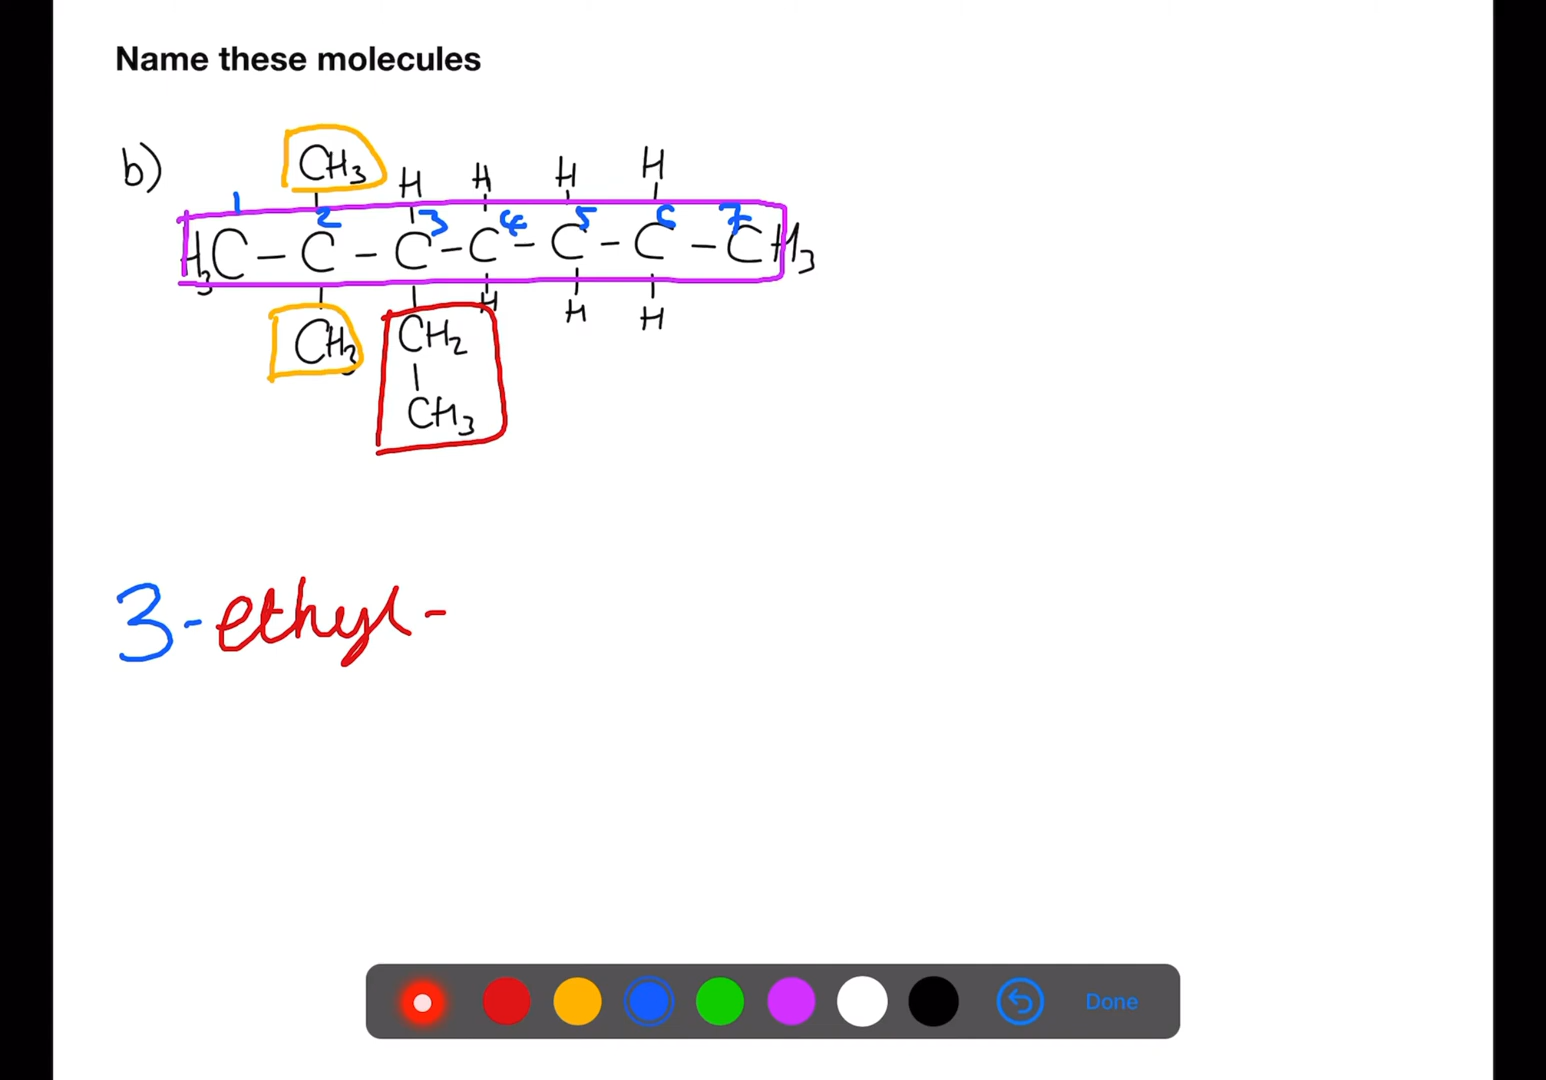 Name these molecules
b)
CH₃ H H H H
1 2 3 4 5 6 7
H₃C – C – C – C – C – C – CH₃
H H H
CH₃ CH₂
CH₃
3-ethyl-
Done